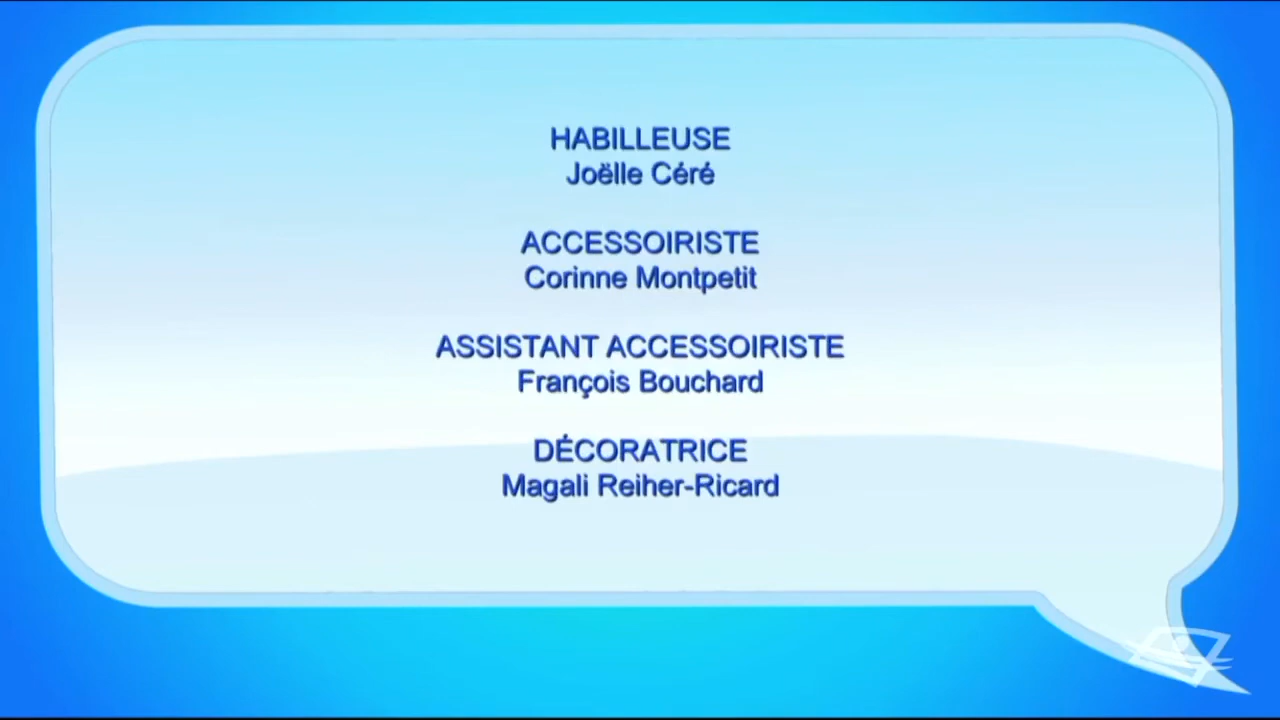 HABILLEUSE
Joëlle Céré
ACCESSOIRISTE
Corinne Montpetit
ASSISTANT ACCESSOIRISTE
François Bouchard
DÉCORATRICE
Magali Reiher-Ricard